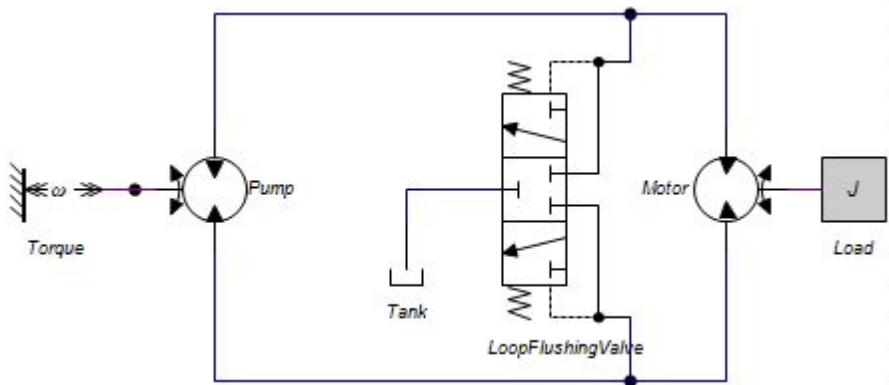 ω
Pump
Motor
J
Torque
Load
Tank
LoopFlushingValve